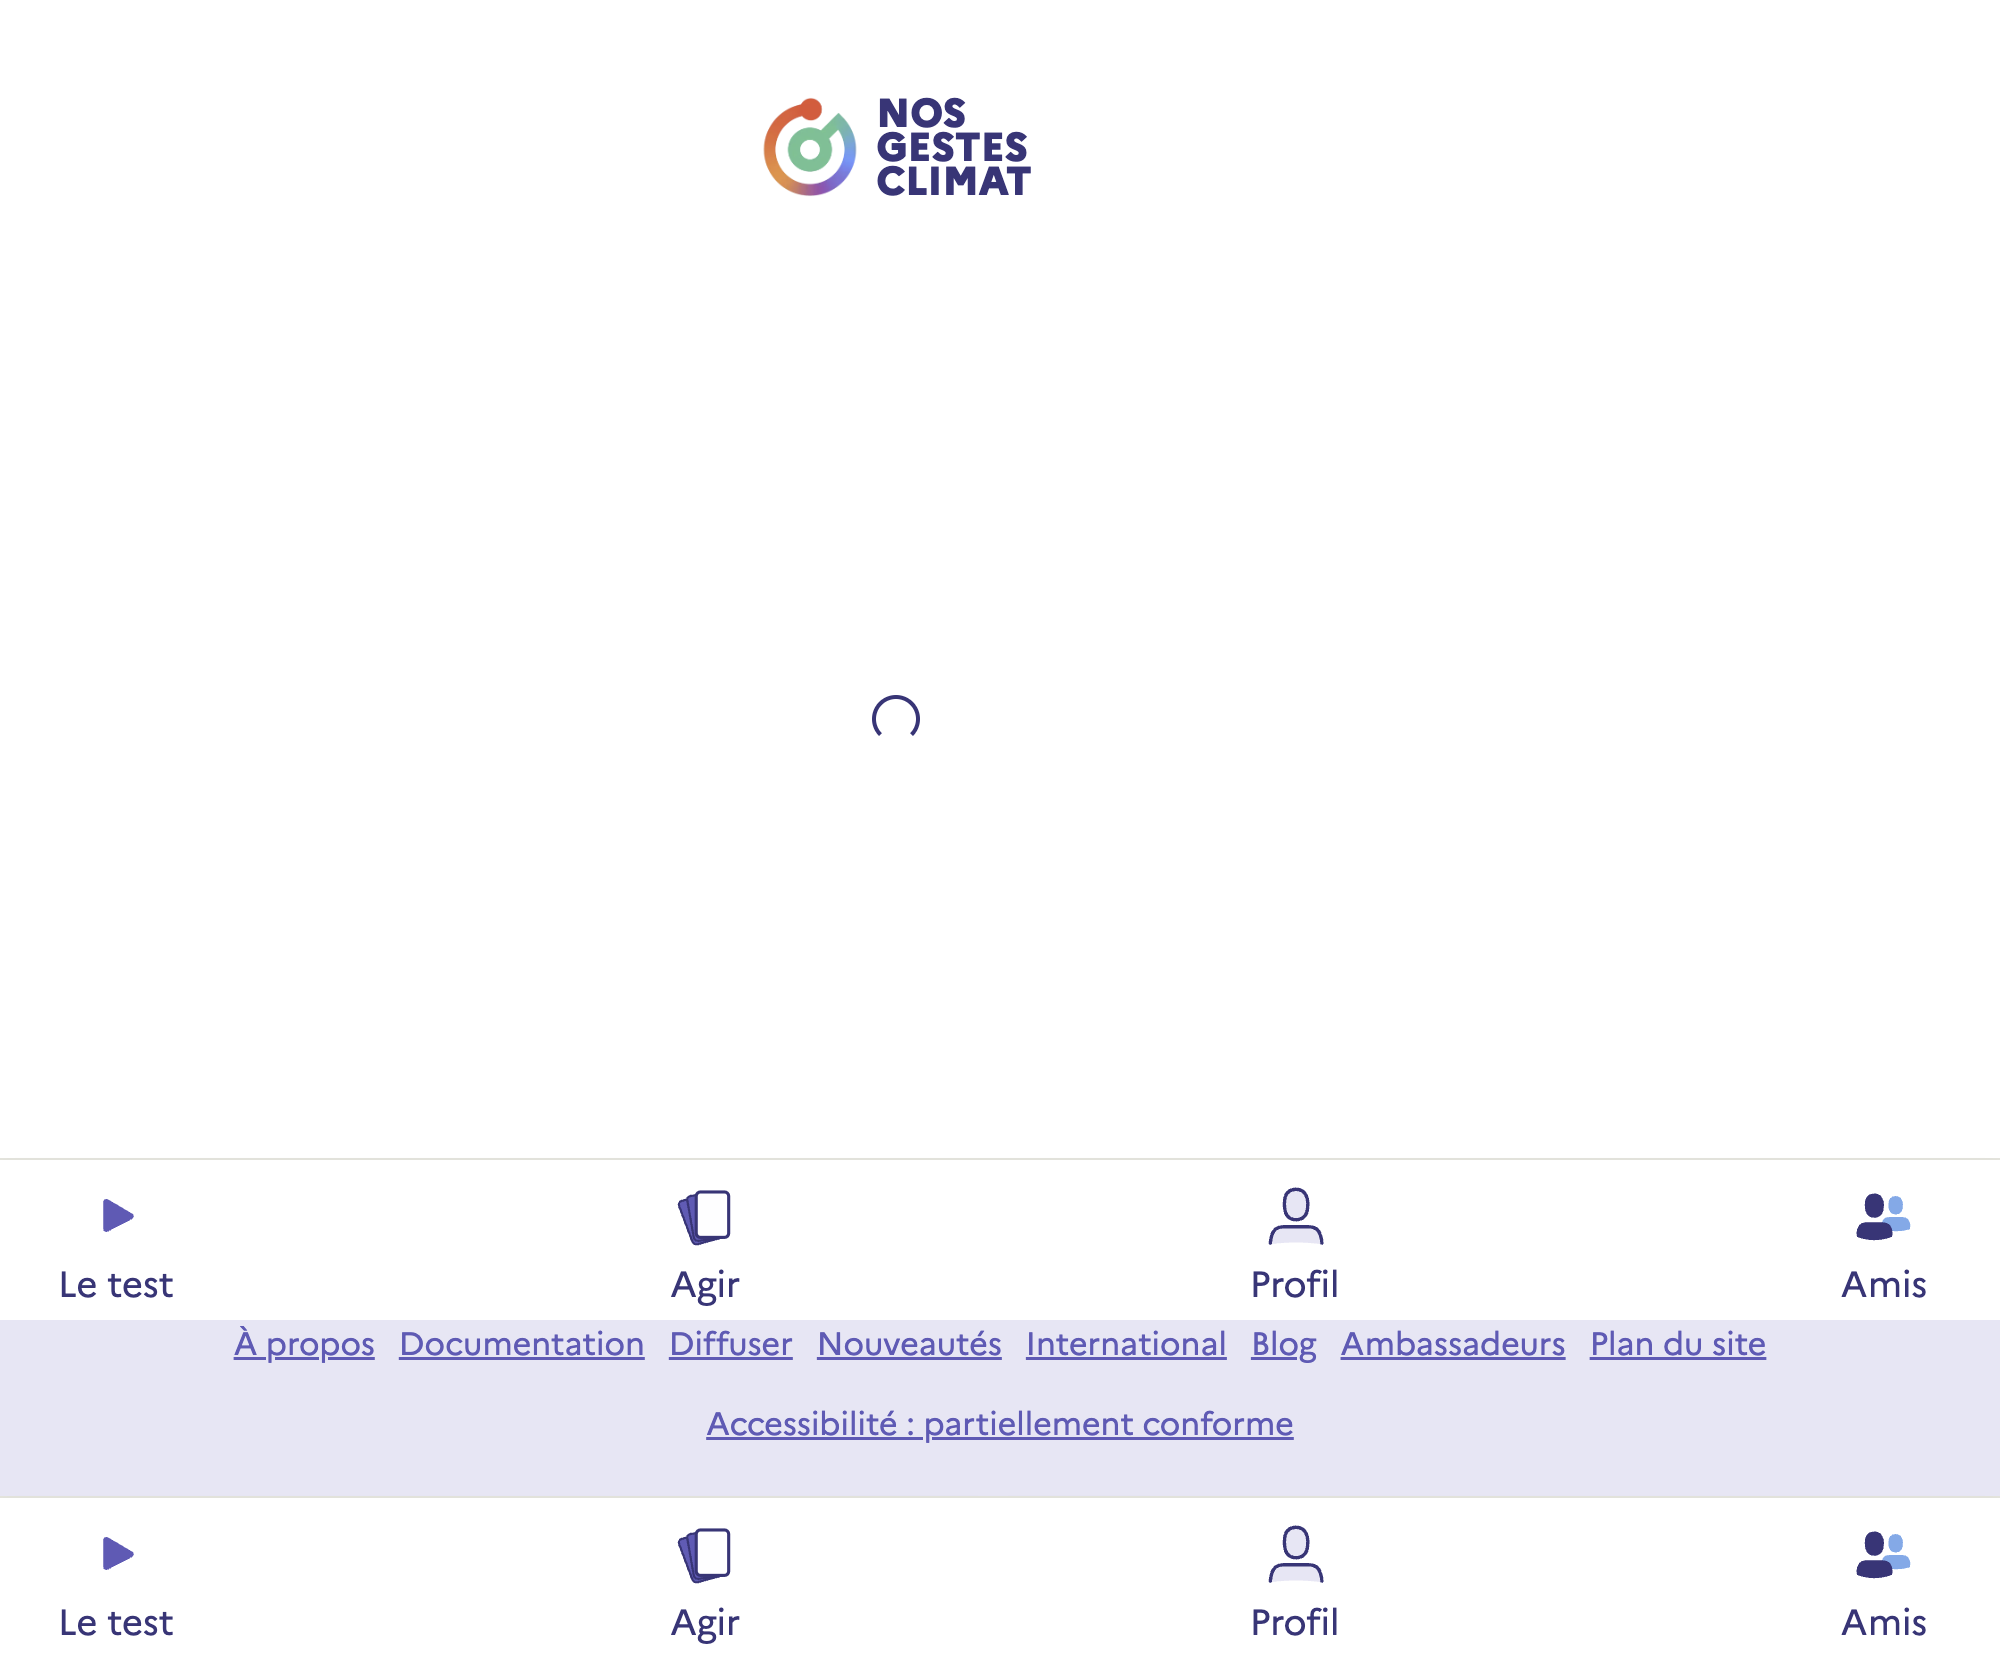 NOS
GESTES
CLIMAT
Le test Agir Profil Amis
À propos Documentation Diffuser Nouveautés International Blog Ambassadeurs Plan du site
Accessibilité : partiellement conforme
Le test Agir Profil Amis